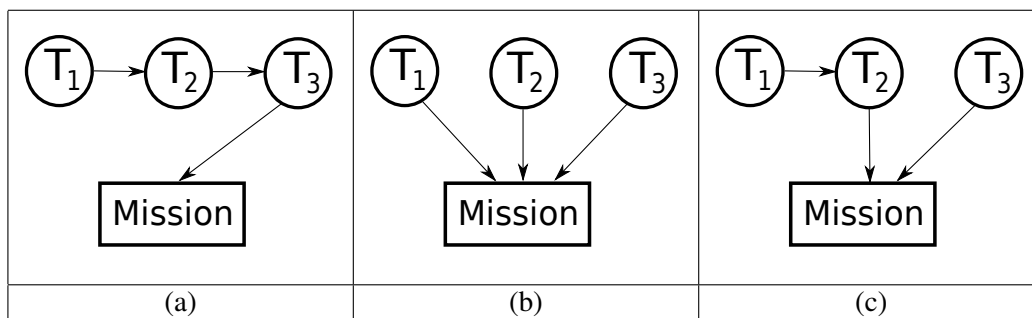 T1 T2 T3
Mission
(a)
T1 T2 T3
Mission
(b)
T1 T2 T3
Mission
(c)